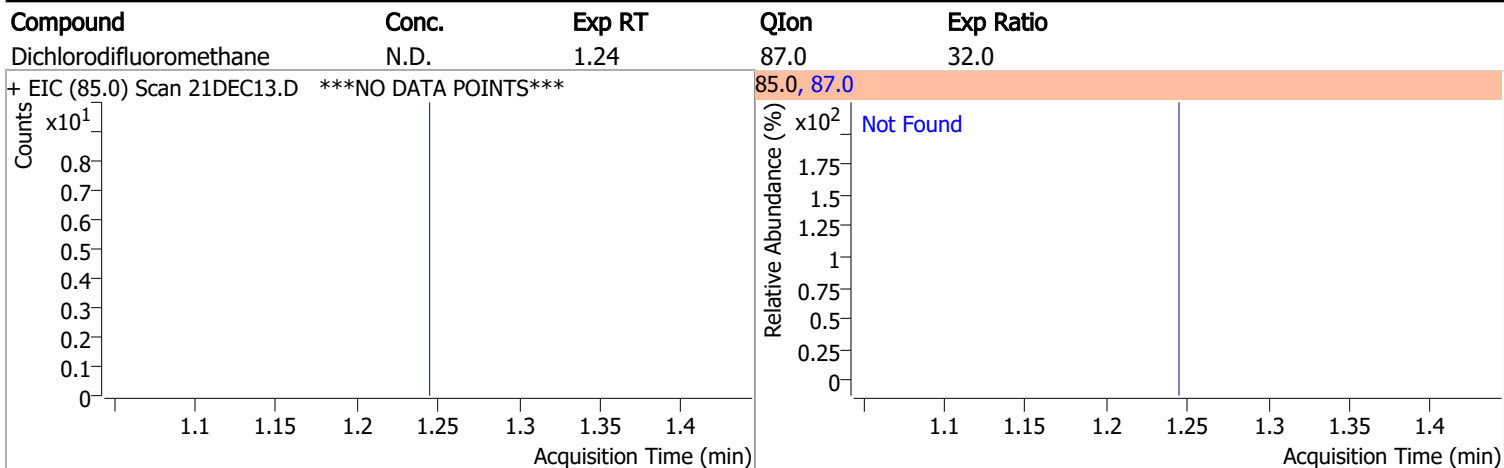 Compound Conc. Exp RT QIon Exp Ratio
Dichlorodifluoromethane N.D. 1.24 87.0 32.0
+ EIC (85.0) Scan 21DEC13.D ***NO DATA POINTS***
Counts
x10¹
0.8
0.7
0.6
0.5
0.4
0.3
0.2
0.1
0
1.1 1.15 1.2 1.25 1.3 1.35 1.4
Acquisition Time (min)
85.0, 87.0
Relative Abundance (%)
x10²
Not Found
1.75
1.5
1.25
1
0.75
0.5
0.25
0
1.1 1.15 1.2 1.25 1.3 1.35 1.4
Acquisition Time (min)